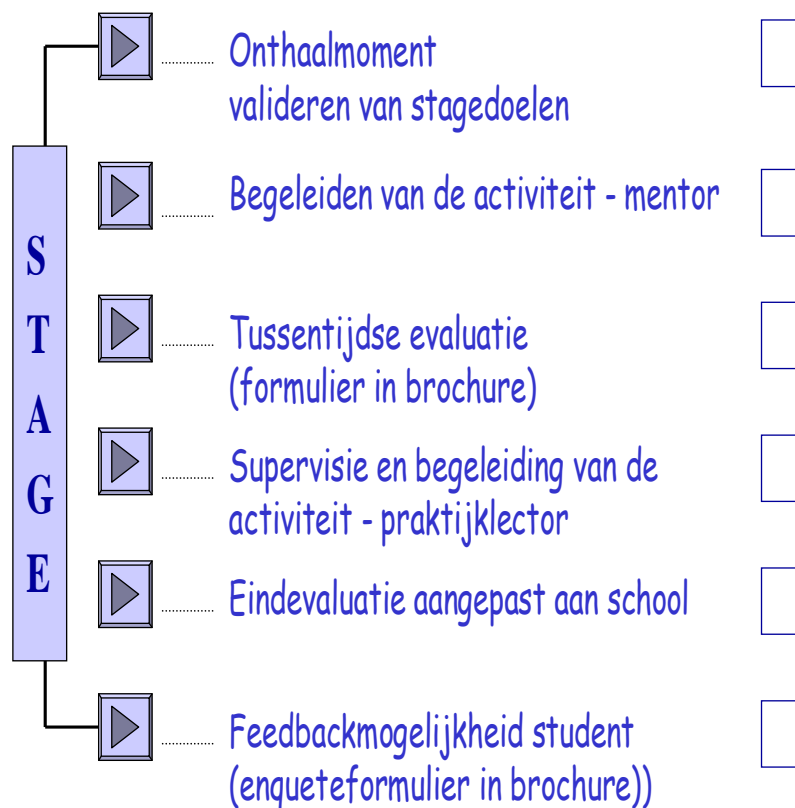 Onthaalmoment
valideren van stagedoelen
Begeleiden van de activiteit - mentor
S
T
A
G
E
Tussentijdse evaluatie
(formulier in brochure)
Supervisie en begeleiding van de
activiteit - praktijklector
Eindevaluatie aangepast aan school
Feedbackmogelijkheid student
(enqueteformulier in brochure))